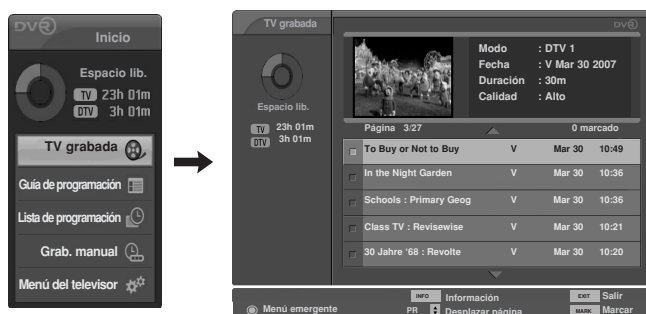 DVR
Inicio
Espacio lib.
TV 23h 01m
DTV 3h 01m
TV grabada
Guía de programación
Lista de programación
Grab. manual
Menú del televisor
TV grabada
DVR
Espacio lib.
TV 23h 01m
DTV 3h 01m
Modo : DTV 1
Fecha : V Mar 30 2007
Duración : 30m
Calidad : Alto
Página 3/27 0 marcado
To Buy or Not to Buy V Mar 30 10:49
In the Night Garden V Mar 30 10:36
Schools : Primary Geog V Mar 30 10:36
Class TV : Revisewise V Mar 30 10:21
30 Jahre ‘68 : Revolte V Mar 30 10:20
INFO Información EXIT Salir
Menú emergente PR Desplazar página MARK Marcar